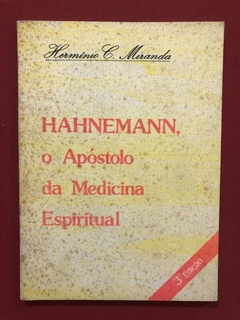 Hermínio C. Miranda
HAHNEMANN,
o Apóstolo
da Medicina
Espiritual
3ª Edição